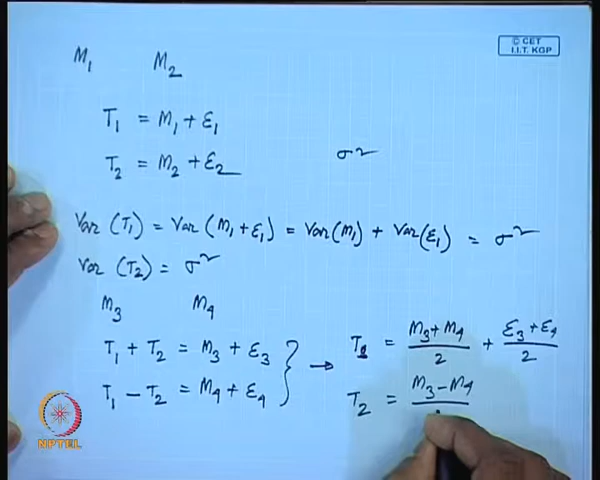 M₁ M₂
© CET
I.I.T. KGP
T₁ = M₁ + ε₁
T₂ = M₂ + ε₂
σ²
Var (T₁) = Var (M₁ + ε₁) = Var(M₁) + Var(ε₁) = σ²
Var (T₂) = σ²
M₃ M₄
T₁ + T₂ = M₃ + ε₃
T₁ − T₂ = M₄ + ε₄
} →
= (M₃ + M₄)/2 + (ε₃ + ε₄)/2
T₂ = (M₃ − M₄)/
NPTEL